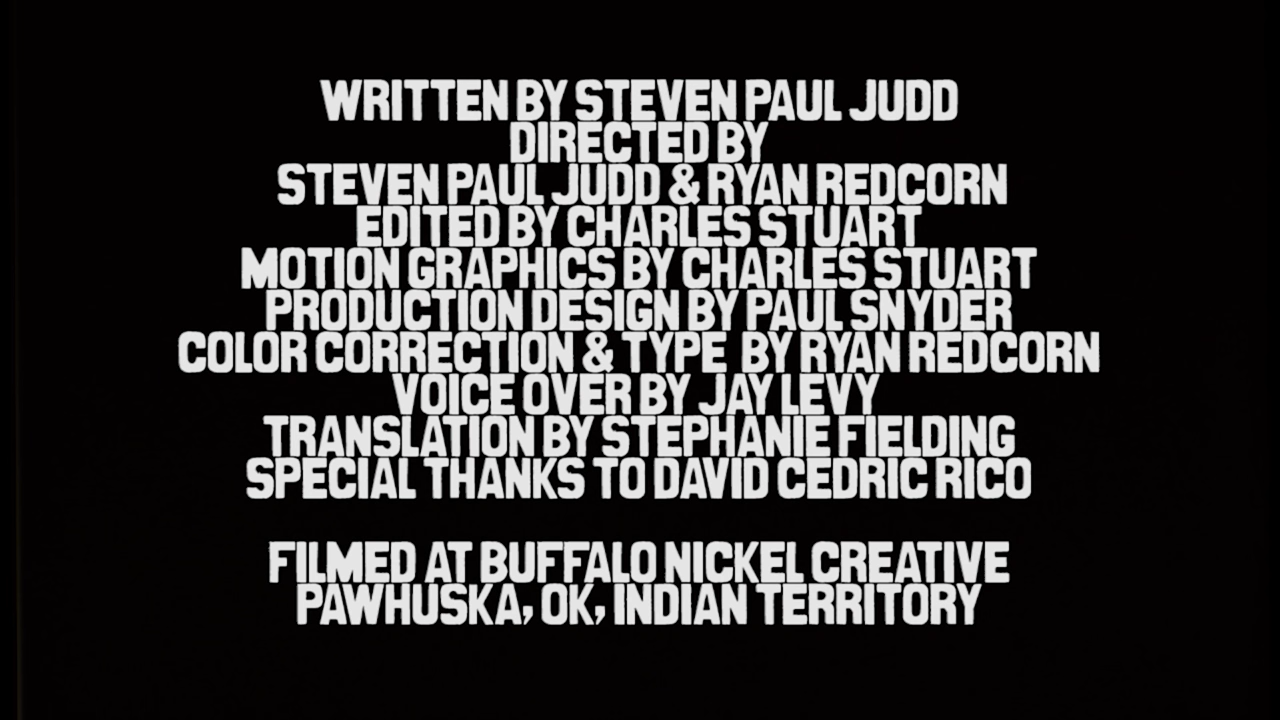 WRITTEN BY STEVEN PAUL JUDD
DIRECTED BY
STEVEN PAUL JUDD & RYAN REDCORN
EDITED BY CHARLES STUART
MOTION GRAPHICS BY CHARLES STUART
PRODUCTION DESIGN BY PAUL SNYDER
COLOR CORRECTION & TYPE BY RYAN REDCORN
VOICE OVER BY JAY LEVY
TRANSLATION BY STEPHANIE FIELDING
SPECIAL THANKS TO DAVID CEDRIC RICO
FILMED AT BUFFALO NICKEL CREATIVE
PAWHUSKA, OK, INDIAN TERRITORY